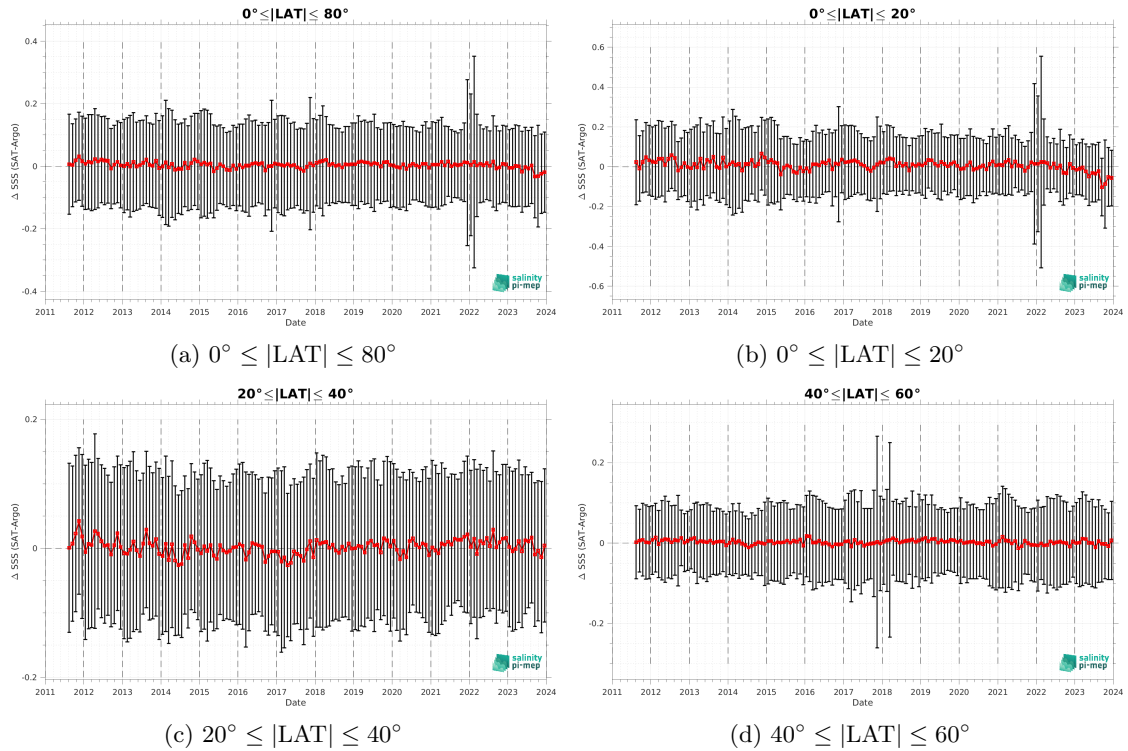 0°≤|LAT|≤ 80°
Δ SSS (SAT-Argo)
0.4
0.2
0
-0.2
-0.4
2011 2012 2013 2014 2015 2016 2017 2018 2019 2020 2021 2022 2023 2024
Date
salinity
pi-mep
(a) 0° ≤ |LAT| ≤ 80°
0°≤|LAT|≤ 20°
Δ SSS (SAT-Argo)
0.6
0.4
0.2
0
-0.2
-0.4
-0.6
2011 2012 2013 2014 2015 2016 2017 2018 2019 2020 2021 2022 2023 2024
Date
salinity
pi-mep
(b) 0° ≤ |LAT| ≤ 20°
20°≤|LAT|≤ 40°
Δ SSS (SAT-Argo)
0.2
0.1
0
-0.1
-0.2
2011 2012 2013 2014 2015 2016 2017 2018 2019 2020 2021 2022 2023 2024
Date
salinity
pi-mep
(c) 20° ≤ |LAT| ≤ 40°
40°≤|LAT|≤ 60°
Δ SSS (SAT-Argo)
0.2
0
-0.2
2011 2012 2013 2014 2015 2016 2017 2018 2019 2020 2021 2022 2023 2024
Date
salinity
pi-mep
(d) 40° ≤ |LAT| ≤ 60°